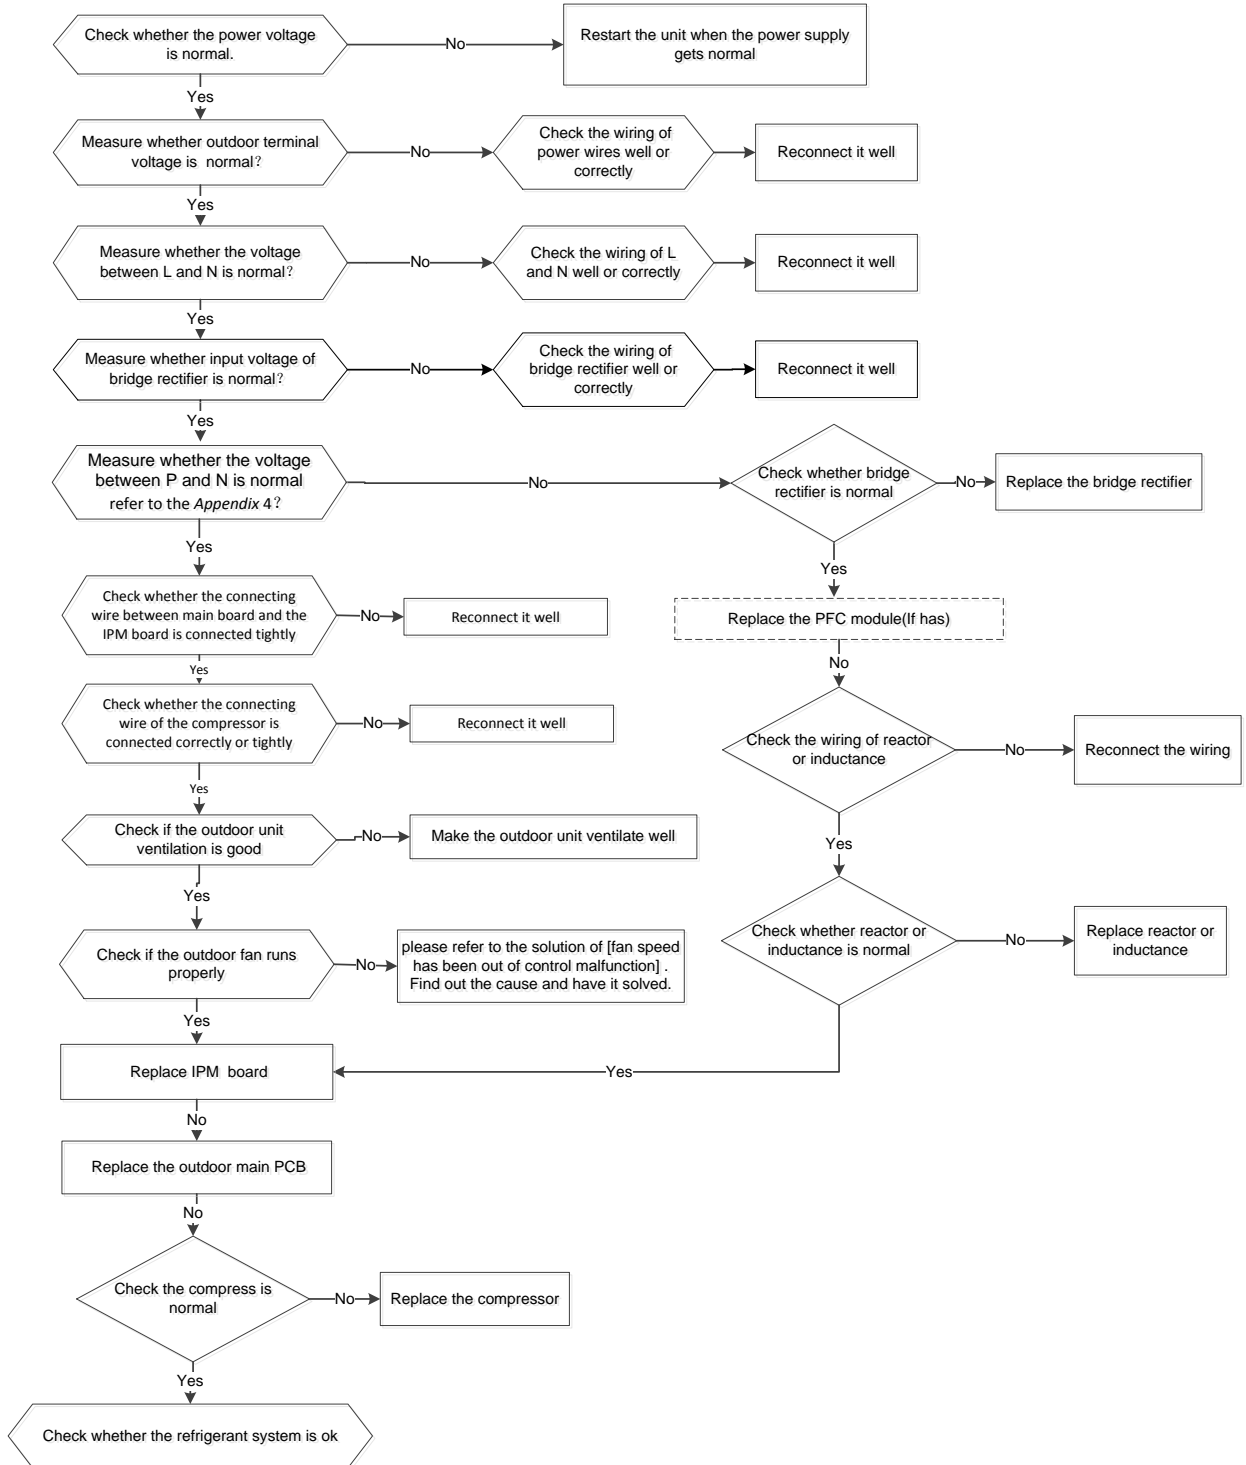 Check whether the power voltage
is normal.
No
Restart the unit when the power supply
gets normal
Yes
Measure whether outdoor terminal
voltage is normal？
No
Check the wiring of
power wires well or
correctly
Reconnect it well
Yes
Measure whether the voltage
between L and N is normal？
No
Check the wiring of L
and N well or correctly
Reconnect it well
Yes
Measure whether input voltage of
bridge rectifier is normal？
No
Check the wiring of
bridge rectifier well or
correctly
Reconnect it well
Yes
Measure whether the voltage
between P and N is normal
refer to the Appendix 4？
No
Check whether bridge
rectifier is normal
No
Replace the bridge rectifier
Yes
Yes
Check whether the connecting
wire between main board and the
IPM board is connected tightly
No
Reconnect it well
Replace the PFC module(If has)
No
Yes
Check whether the connecting
wire of the compressor is
connected correctly or tightly
No
Reconnect it well
Check the wiring of reactor
or inductance
No
Reconnect the wiring
Yes
Check if the outdoor unit
ventilation is good
No
Make the outdoor unit ventilate well
Yes
Yes
Check if the outdoor fan runs
properly
No
please refer to the solution of [fan speed
has been out of control malfunction] .
Find out the cause and have it solved.
Check whether reactor or
inductance is normal
No
Replace reactor or
inductance
Yes
Replace IPM board
Yes
No
Replace the outdoor main PCB
No
Check the compress is
normal
No
Replace the compressor
Yes
Check whether the refrigerant system is ok